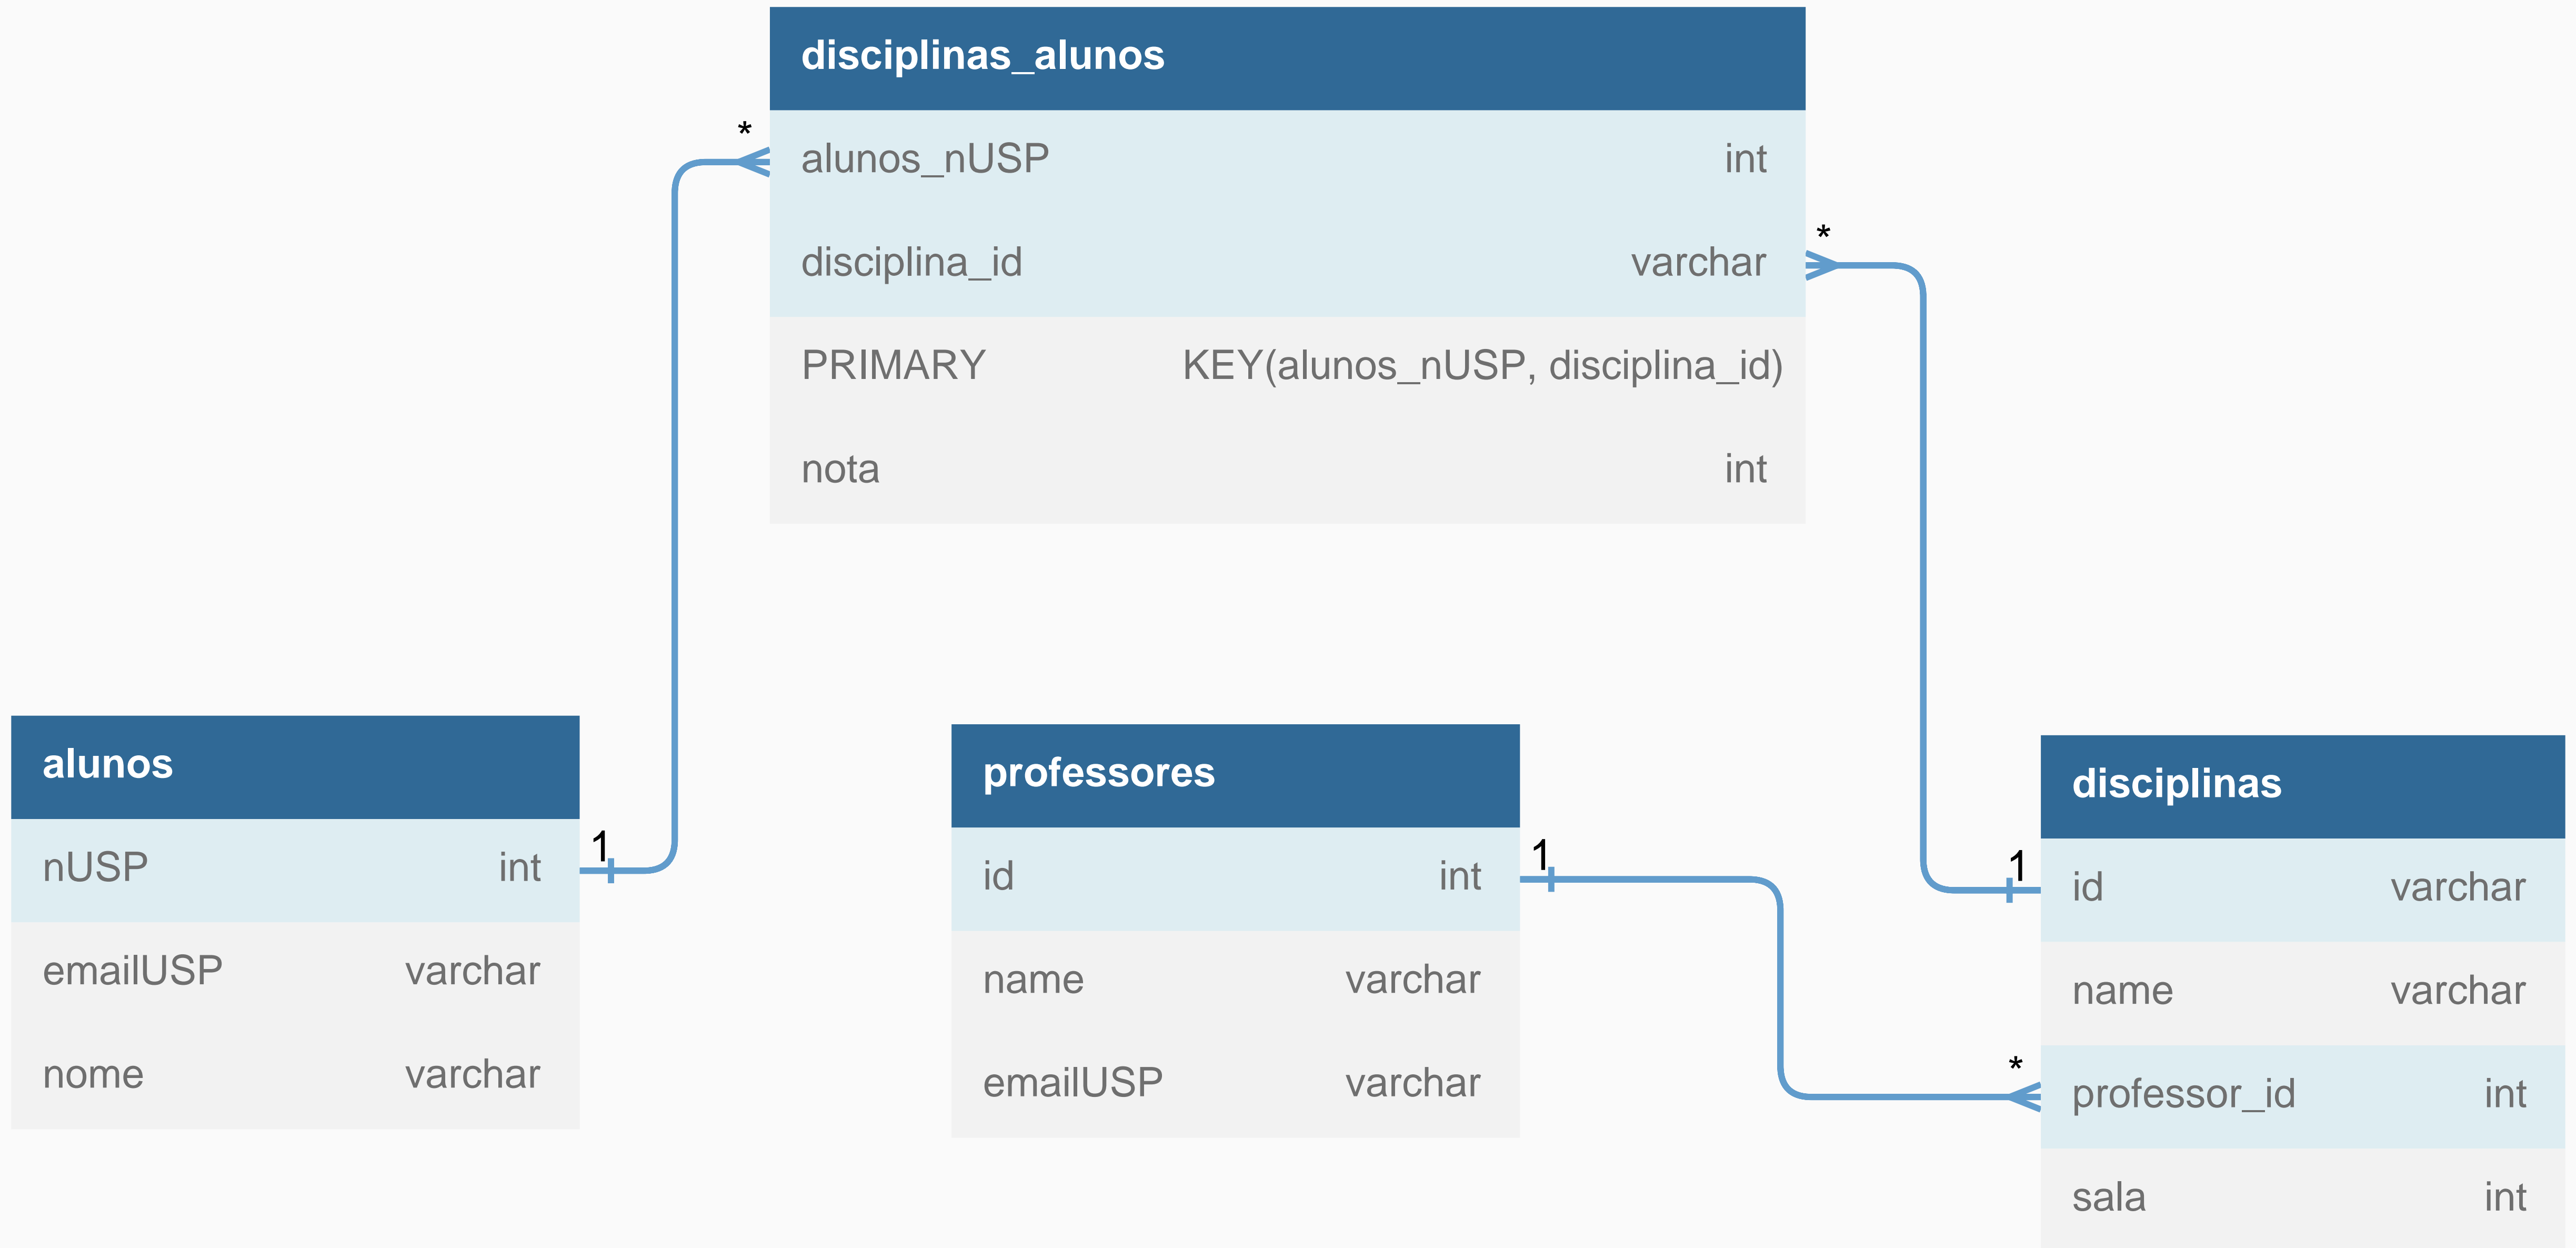 disciplinas_alunos
*
alunos_nUSP int
*
disciplina_id varchar
PRIMARY KEY(alunos_nUSP, disciplina_id)
nota int
alunos
1
nUSP int
emailUSP varchar
nome varchar
professores
1
id int
name varchar
emailUSP varchar
disciplinas
1
id varchar
name varchar
*
professor_id int
sala int